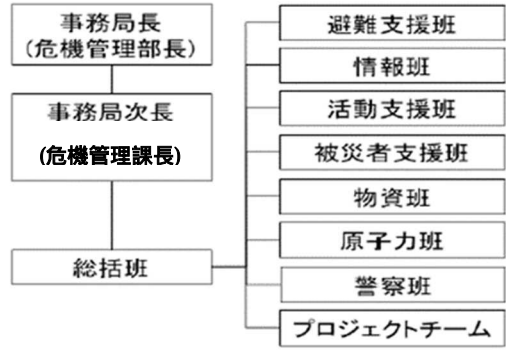 事務局長
(危機管理部長)
事務局次長
(危機管理課長)
総括班
避難支援班
情報班
活動支援班
被災者支援班
物資班
原子力班
警察班
プロジェクトチーム